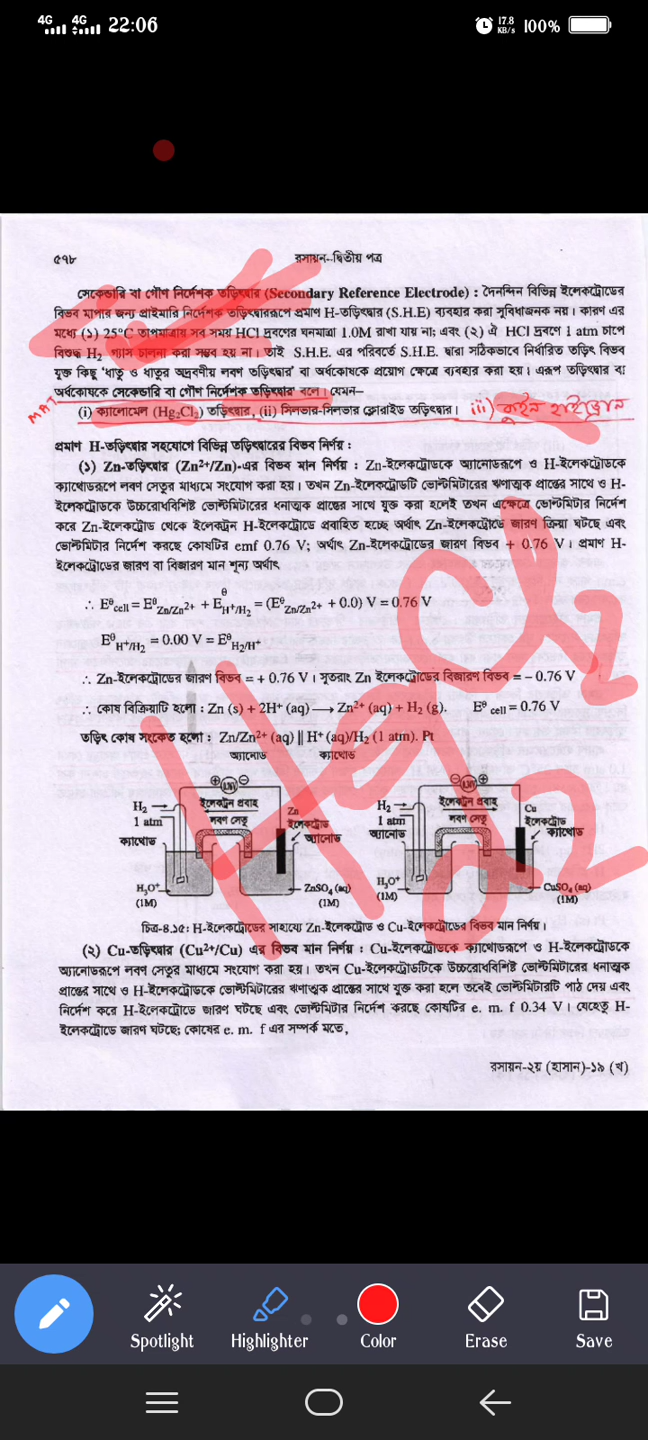 4G 4G 22:06 17.8 KB/s 100%
৫৭৮ রসায়ন–দ্বিতীয় পত্র
সেকেন্ডারি বা গৌণ নির্দেশক তড়িৎদ্বার (Secondary Reference Electrode) : দৈনন্দিন বিভিন্ন ইলেকট্রোডের
বিভব মাপার জন্য প্রাইমারি নির্দেশক তড়িৎদ্বাররূপে প্রমাণ H-তড়িৎদ্বার (S.H.E) ব্যবহার করা সুবিধাজনক নয়। কারণ এর
মধ্যে (১) 25°C তাপমাত্রায় সব সময় HCl দ্রবণের ঘনমাত্রা 1.0M রাখা যায় না; এবং (২) ঐ HCl দ্রবণে 1 atm চাপে
বিশুদ্ধ H₂ গ্যাস চালনা করা সম্ভব হয় না। তাই S.H.E. এর পরিবর্তে S.H.E. দ্বারা সঠিকভাবে নির্ধারিত তড়িৎ বিভব
যুক্ত কিছু 'ধাতু ও ধাতুর অদ্রবণীয় লবণ তড়িৎদ্বার' বা অর্ধকোষকে প্রয়োগ ক্ষেত্রে ব্যবহার করা হয়। এরূপ তড়িৎদ্বার বা
অর্ধকোষকে সেকেন্ডারি বা গৌণ নির্দেশক তড়িৎদ্বার বলে। যেমন–
MAT (i) ক্যালোমেল (Hg₂Cl₂) তড়িৎদ্বার, (ii) সিলভার-সিলভার ক্লোরাইড তড়িৎদ্বার। iii) কুইন হাইড্রোন
প্রমাণ H-তড়িৎদ্বার সহযোগে বিভিন্ন তড়িৎদ্বারের বিভব নির্ণয় :
(১) Zn-তড়িৎদ্বার (Zn²⁺/Zn)-এর বিভব মান নির্ণয় : Zn-ইলেকট্রোডকে অ্যানোডরূপে ও H-ইলেকট্রোডকে
ক্যাথোডরূপে লবণ সেতুর মাধ্যমে সংযোগ করা হয়। তখন Zn-ইলেকট্রোডটি ভোল্টমিটারের ঋণাত্মক প্রান্তের সাথে ও H-
ইলেকট্রোডকে উচ্চরোধবিশিষ্ট ভোল্টমিটারের ধনাত্মক প্রান্তের সাথে যুক্ত করা হলেই তখন এক্ষেত্রে ভোল্টমিটার নির্দেশ
করে Zn-ইলেকট্রোড থেকে ইলেকট্রন H-ইলেকট্রোডে প্রবাহিত হচ্ছে অর্থাৎ Zn-ইলেকট্রোডে জারণ ক্রিয়া ঘটছে এবং
ভোল্টমিটার নির্দেশ করছে কোষটির emf 0.76 V; অর্থাৎ Zn-ইলেকট্রোডের জারণ বিভব + 0.76 V। প্রমাণ H-
ইলেকট্রোডের জারণ বা বিজারণ মান শূন্য অর্থাৎ
∴ E^θ_cell = E^θ_Zn/Zn²⁺ + E^θ_H⁺/H₂ = (E^θ_Zn/Zn²⁺ + 0.0) V = 0.76 V
E^θ_H⁺/H₂ = 0.00 V = E^θ_H₂/H⁺
∴ Zn-ইলেকট্রোডের জারণ বিভব = + 0.76 V। সুতরাং Zn ইলেকট্রোডের বিজারণ বিভব = – 0.76 V
∴ কোষ বিক্রিয়াটি হলো : Zn (s) + 2H⁺ (aq) ⟶ Zn²⁺ (aq) + H₂ (g). E^θ cell = 0.76 V
তড়িৎ কোষ সংকেত হলো : Zn/Zn²⁺ (aq) || H⁺ (aq)/H₂ (1 atm). Pt
অ্যানোড ক্যাথোড
H₂ 1 atm ক্যাথোড ইলেকট্রন প্রবাহ লবণ সেতু Zn ইলেকট্রোড অ্যানোড
H₃O⁺ (1M) ZnSO₄ (aq) (1M)
H₂ 1 atm অ্যানোড ইলেকট্রন প্রবাহ লবণ সেতু Cu ইলেকট্রোড ক্যাথোড
H₃O⁺ (1M) CuSO₄ (aq) (1M)
চিত্র-৪.১৫: H-ইলেকট্রোডের সাহায্যে Zn-ইলেকট্রোড ও Cu-ইলেকট্রোডের বিভব মান নির্ণয়।
(২) Cu-তড়িৎদ্বার (Cu²⁺/Cu) এর বিভব মান নির্ণয় : Cu-ইলেকট্রোডকে ক্যাথোডরূপে ও H-ইলেকট্রোডকে
অ্যানোডরূপে লবণ সেতুর মাধ্যমে সংযোগ করা হয়। তখন Cu-ইলেকট্রোডটিকে উচ্চরোধবিশিষ্ট ভোল্টমিটারের ধনাত্মক
প্রান্তের সাথে ও H-ইলেকট্রোডকে ভোল্টমিটারের ঋণাত্মক প্রান্তের সাথে যুক্ত করা হলে তবেই ভোল্টমিটারটি পাঠ দেয় এবং
নির্দেশ করে H-ইলেকট্রোডে জারণ ঘটছে এবং ভোল্টমিটার নির্দেশ করছে কোষটির e. m. f 0.34 V। যেহেতু H-
ইলেকট্রোডে জারণ ঘটছে; কোষের e. m. f এর সম্পর্ক মতে,
রসায়ন-২য় (হাসান)-১৯ (খ)
Spotlight Highlighter Color Erase Save